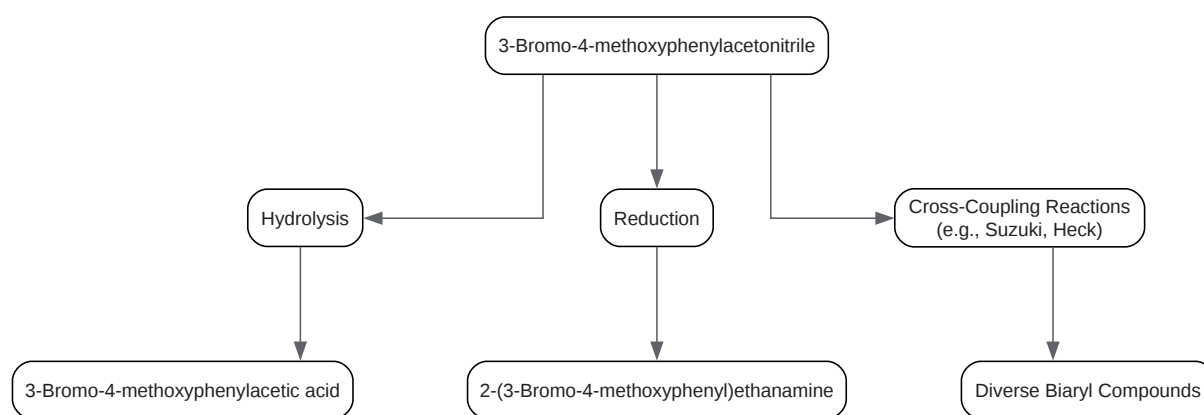 3-Bromo-4-methoxyphenylacetonitrile
Hydrolysis
Reduction
Cross-Coupling Reactions
(e.g., Suzuki, Heck)
3-Bromo-4-methoxyphenylacetic acid
2-(3-Bromo-4-methoxyphenyl)ethanamine
Diverse Biaryl Compounds